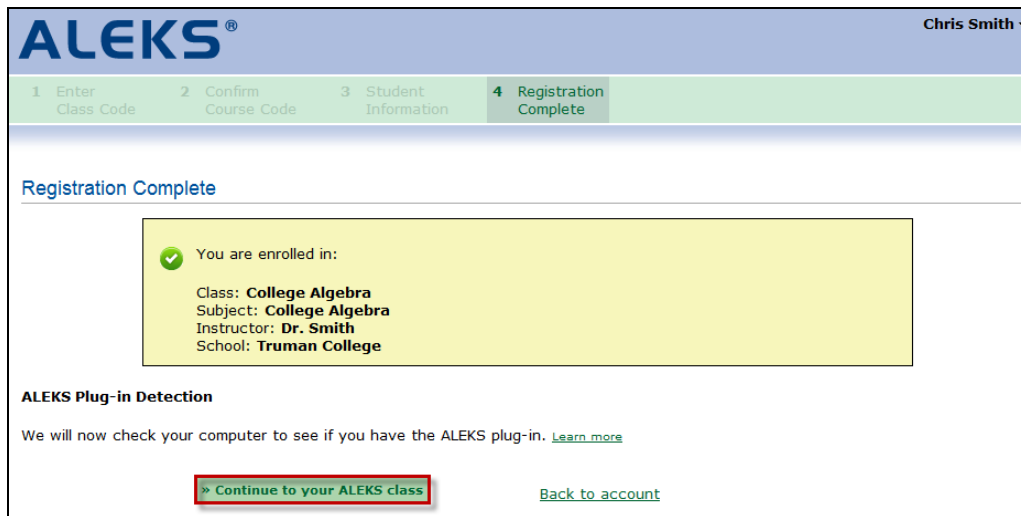 ALEKS®
Chris Smith
1 Enter Class Code
2 Confirm Course Code
3 Student Information
4 Registration Complete
Registration Complete
You are enrolled in:
Class: College Algebra
Subject: College Algebra
Instructor: Dr. Smith
School: Truman College
ALEKS Plug-in Detection
We will now check your computer to see if you have the ALEKS plug-in. Learn more
» Continue to your ALEKS class
Back to account